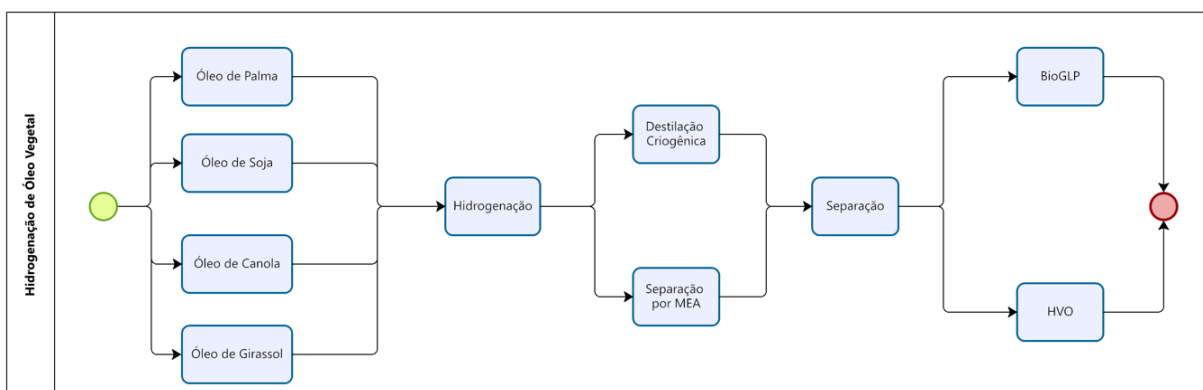 Hidrogenação de Óleo Vegetal
Óleo de Palma
Óleo de Soja
Óleo de Canola
Óleo de Girassol
Hidrogenação
Destilação
Criogênica
Separação
por MEA
Separação
BioGLP
HVO